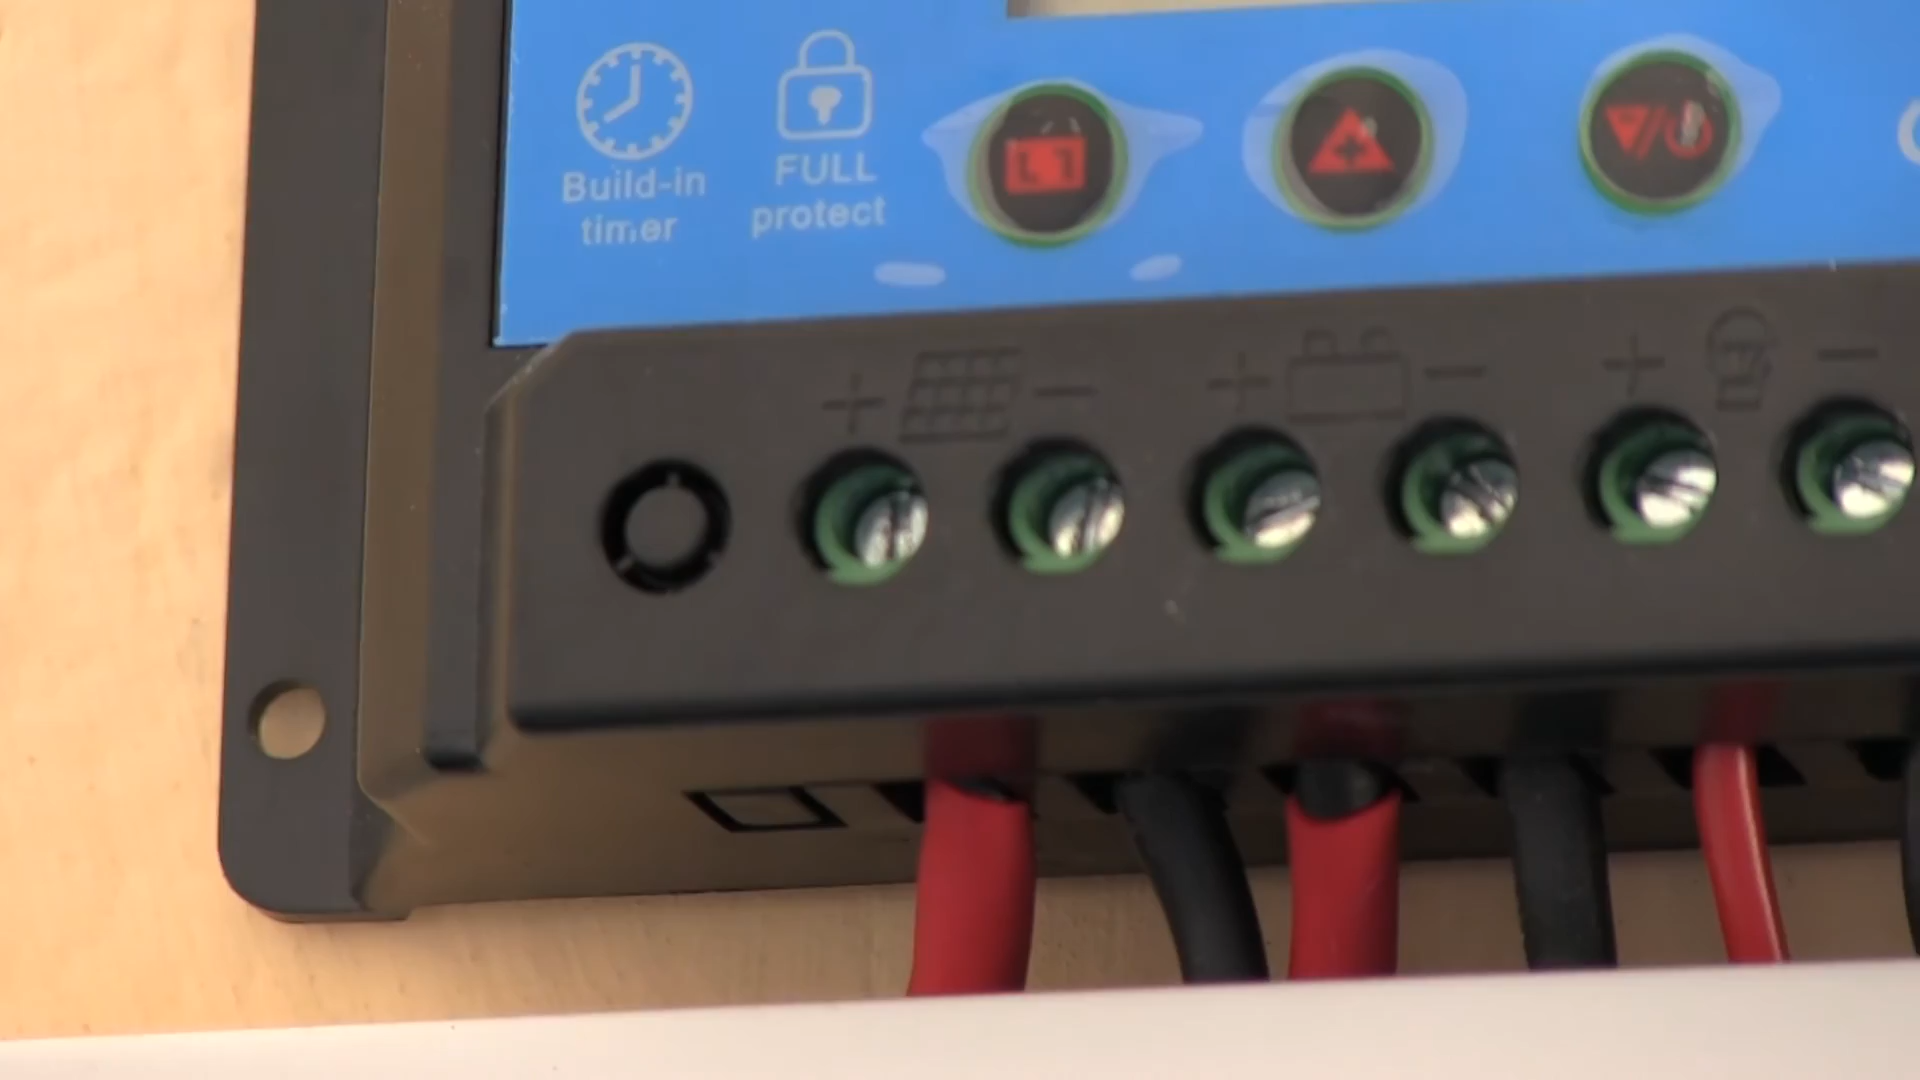 Build-in
timer
FULL
protect
+ −
+ −
+ −